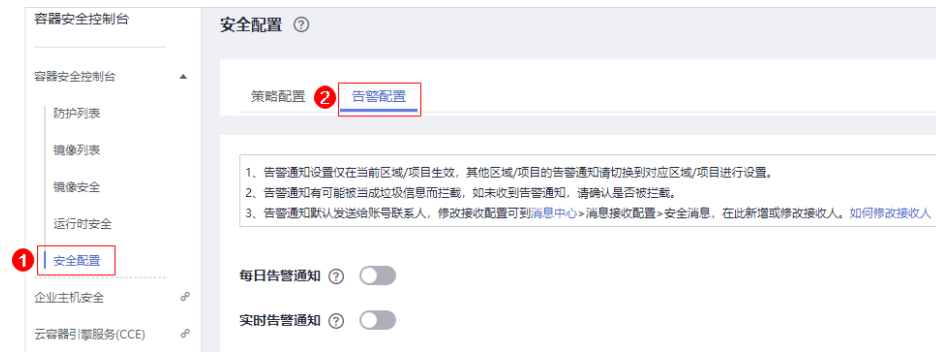 容器安全控制台
安全配置 ?
容器安全控制台
策略配置 2 告警配置
防护列表
镜像列表
镜像安全
运行时安全
1 安全配置
企业主机安全
云容器引擎服务(CCE)
1、告警通知设置仅在当前区域/项目生效，其他区域/项目的告警通知请切换到对应区域/项目进行设置。
2、告警通知有可能被当成垃圾信息而拦截，如未收到告警通知，请确认是否被拦截。
3、告警通知默认发送给账号联系人，修改接收配置可到消息中心>消息接收配置>安全消息，在此新增或修改接收人。如何修改接收人
每日告警通知 ?
实时告警通知 ?